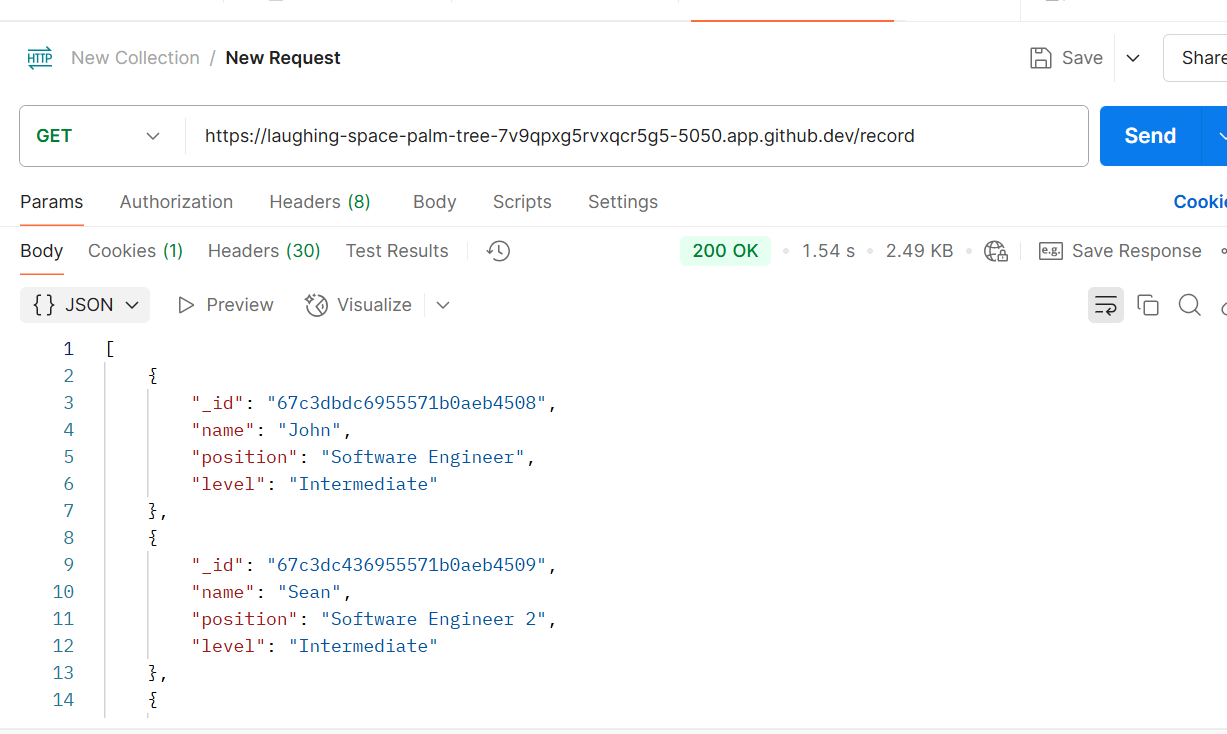 HTTP New Collection / New Request Save Share
GET https://laughing-space-palm-tree-7v9qpxg5rvxqcr5g5-5050.app.github.dev/record Send
Params Authorization Headers (8) Body Scripts Settings Cookie
Body Cookies (1) Headers (30) Test Results 200 OK • 1.54 s • 2.49 KB • e.g. Save Response
{} JSON Preview Visualize
1 [
2 {
3 "_id": "67c3dbdc6955571b0aeb4508",
4 "name": "John",
5 "position": "Software Engineer",
6 "level": "Intermediate"
7 },
8 {
9 "_id": "67c3dc436955571b0aeb4509",
10 "name": "Sean",
11 "position": "Software Engineer 2",
12 "level": "Intermediate"
13 },
14 {